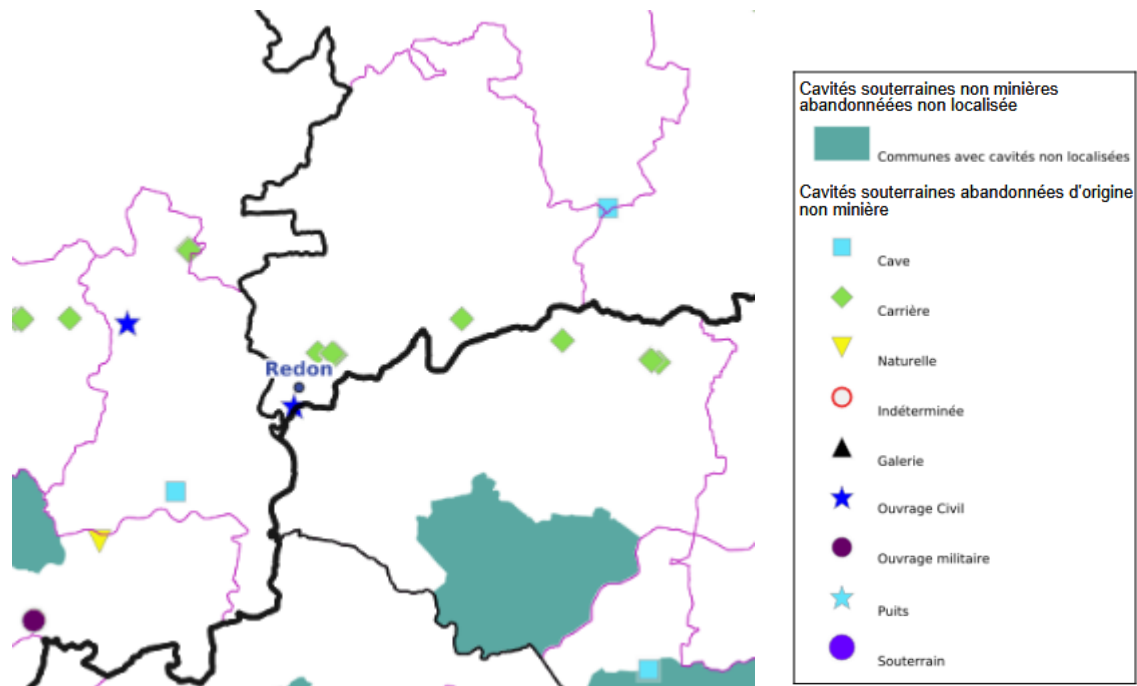 Redon
Cavités souterraines non minières
abandonnéées non localisée
Communes avec cavités non localisées
Cavités souterraines abandonnées d'origine
non minière
Cave
Carrière
Naturelle
Indéterminée
Galerie
Ouvrage Civil
Ouvrage militaire
Puits
Souterrain